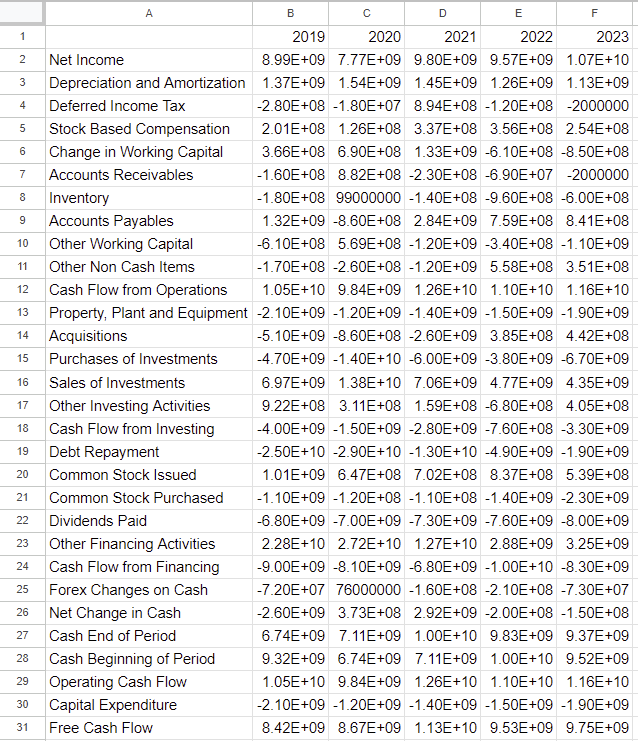 A B C D E F
1 2019 2020 2021 2022 2023
2 Net Income 8.99E+09 7.77E+09 9.80E+09 9.57E+09 1.07E+10
3 Depreciation and Amortization 1.37E+09 1.54E+09 1.45E+09 1.26E+09 1.13E+09
4 Deferred Income Tax -2.80E+08 -1.80E+07 8.94E+08 -1.20E+08 -2000000
5 Stock Based Compensation 2.01E+08 1.26E+08 3.37E+08 3.56E+08 2.54E+08
6 Change in Working Capital 3.66E+08 6.90E+08 1.33E+09 -6.10E+08 -8.50E+08
7 Accounts Receivables -1.60E+08 8.82E+08 -2.30E+08 -6.90E+07 -2000000
8 Inventory -1.80E+08 99000000 -1.40E+08 -9.60E+08 -6.00E+08
9 Accounts Payables 1.32E+09 -8.60E+08 2.84E+09 7.59E+08 8.41E+08
10 Other Working Capital -6.10E+08 5.69E+08 -1.20E+09 -3.40E+08 -1.10E+09
11 Other Non Cash Items -1.70E+08 -2.60E+08 -1.20E+09 5.58E+08 3.51E+08
12 Cash Flow from Operations 1.05E+10 9.84E+09 1.26E+10 1.10E+10 1.16E+10
13 Property, Plant and Equipment -2.10E+09 -1.20E+09 -1.40E+09 -1.50E+09 -1.90E+09
14 Acquisitions -5.10E+09 -8.60E+08 -2.60E+09 3.85E+08 4.42E+08
15 Purchases of Investments -4.70E+09 -1.40E+10 -6.00E+09 -3.80E+09 -6.70E+09
16 Sales of Investments 6.97E+09 1.38E+10 7.06E+09 4.77E+09 4.35E+09
17 Other Investing Activities 9.22E+08 3.11E+08 1.59E+08 -6.80E+08 4.05E+08
18 Cash Flow from Investing -4.00E+09 -1.50E+09 -2.80E+09 -7.60E+08 -3.30E+09
19 Debt Repayment -2.50E+10 -2.90E+10 -1.30E+10 -4.90E+09 -1.90E+09
20 Common Stock Issued 1.01E+09 6.47E+08 7.02E+08 8.37E+08 5.39E+08
21 Common Stock Purchased -1.10E+09 -1.20E+08 -1.10E+08 -1.40E+09 -2.30E+09
22 Dividends Paid -6.80E+09 -7.00E+09 -7.30E+09 -7.60E+09 -8.00E+09
23 Other Financing Activities 2.28E+10 2.72E+10 1.27E+10 2.88E+09 3.25E+09
24 Cash Flow from Financing -9.00E+09 -8.10E+09 -6.80E+09 -1.00E+10 -8.30E+09
25 Forex Changes on Cash -7.20E+07 76000000 -1.60E+08 -2.10E+08 -7.30E+07
26 Net Change in Cash -2.60E+09 3.73E+08 2.92E+09 -2.00E+08 -1.50E+08
27 Cash End of Period 6.74E+09 7.11E+09 1.00E+10 9.83E+09 9.37E+09
28 Cash Beginning of Period 9.32E+09 6.74E+09 7.11E+09 1.00E+10 9.52E+09
29 Operating Cash Flow 1.05E+10 9.84E+09 1.26E+10 1.10E+10 1.16E+10
30 Capital Expenditure -2.10E+09 -1.20E+09 -1.40E+09 -1.50E+09 -1.90E+09
31 Free Cash Flow 8.42E+09 8.67E+09 1.13E+10 9.53E+09 9.75E+09